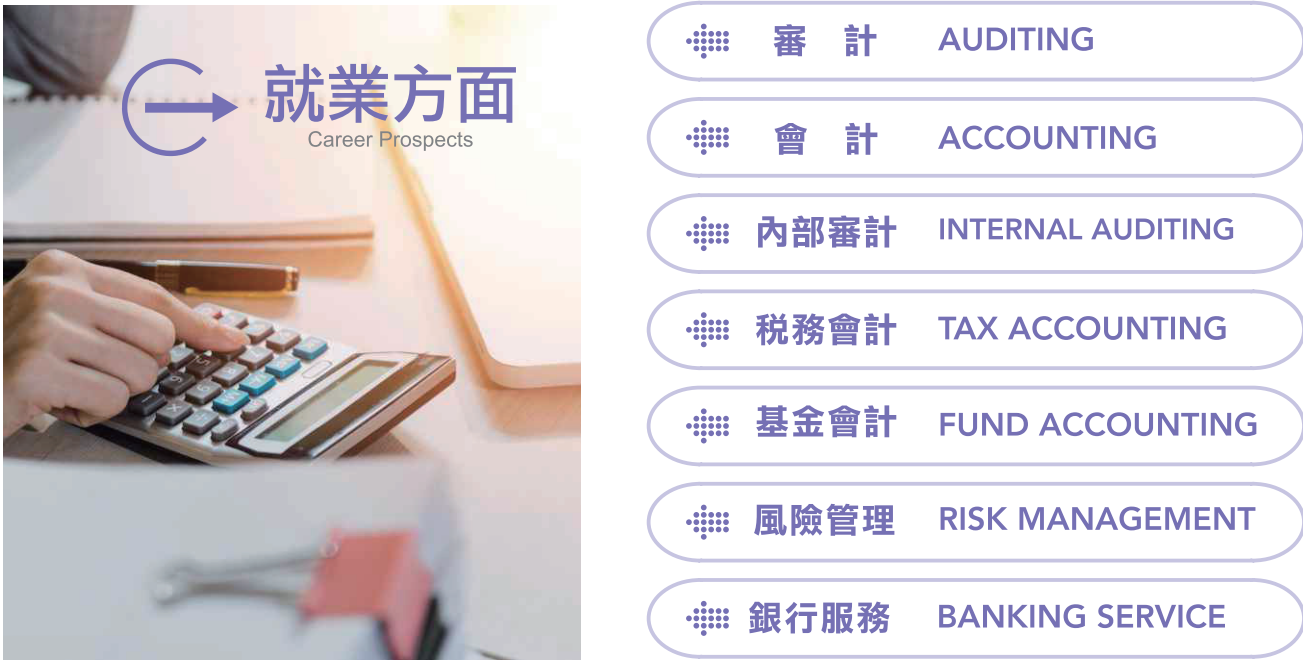 就業方面
Career Prospects
審 計 AUDITING
會 計 ACCOUNTING
內部審計 INTERNAL AUDITING
税務會計 TAX ACCOUNTING
基金會計 FUND ACCOUNTING
風險管理 RISK MANAGEMENT
銀行服務 BANKING SERVICE